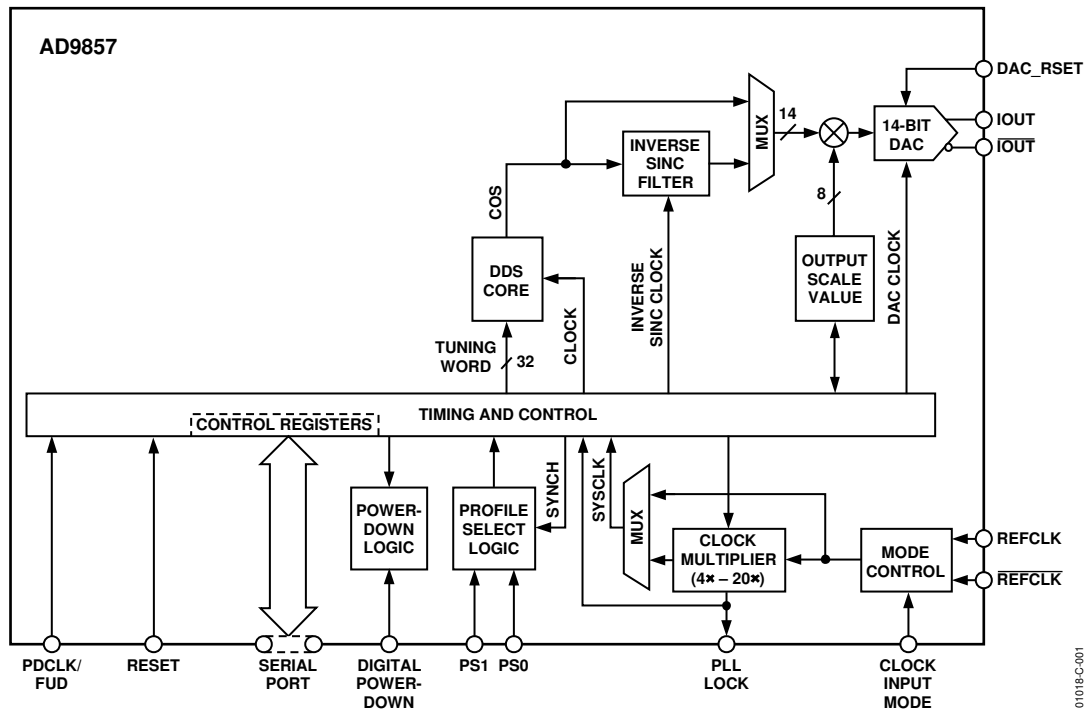 AD9857
DAC_RSET
14
IOUT
IOUT
14-BIT
DAC
MUX
INVERSE
SINC
FILTER
8
COS
DDS
CORE
CLOCK
INVERSE
SINC CLOCK
OUTPUT
SCALE
VALUE
DAC CLOCK
TUNING
WORD
32
TIMING AND CONTROL
CONTROL REGISTERS
POWER-
DOWN
LOGIC
PROFILE
SELECT
LOGIC
SYNCH
SYSCLK
MUX
CLOCK
MULTIPLIER
(4× – 20×)
MODE
CONTROL
REFCLK
REFCLK
PDCLK/
FUD
RESET
SERIAL
PORT
DIGITAL
POWER-
DOWN
PS1 PS0
PLL
LOCK
CLOCK
INPUT
MODE
01018-C-001